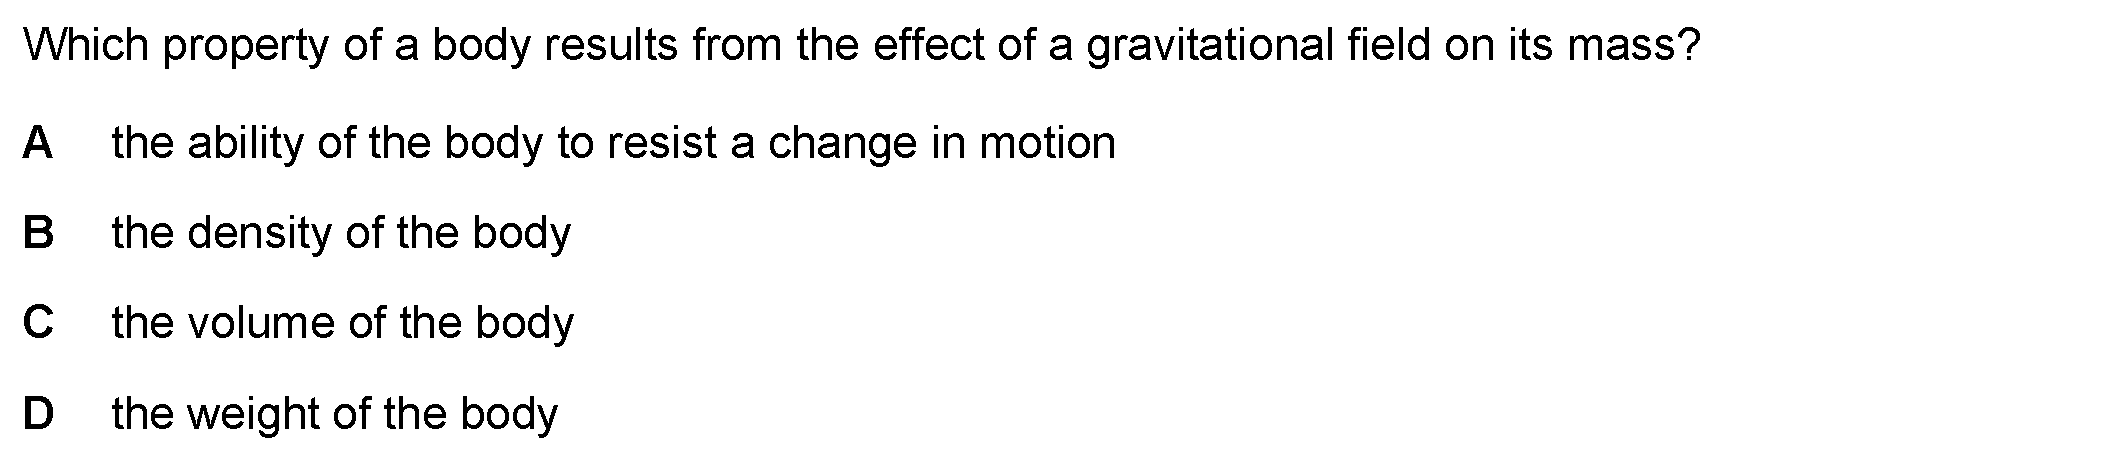 Which property of a body results from the effect of a gravitational field on its mass?
A the ability of the body to resist a change in motion
B the density of the body
C the volume of the body
D the weight of the body